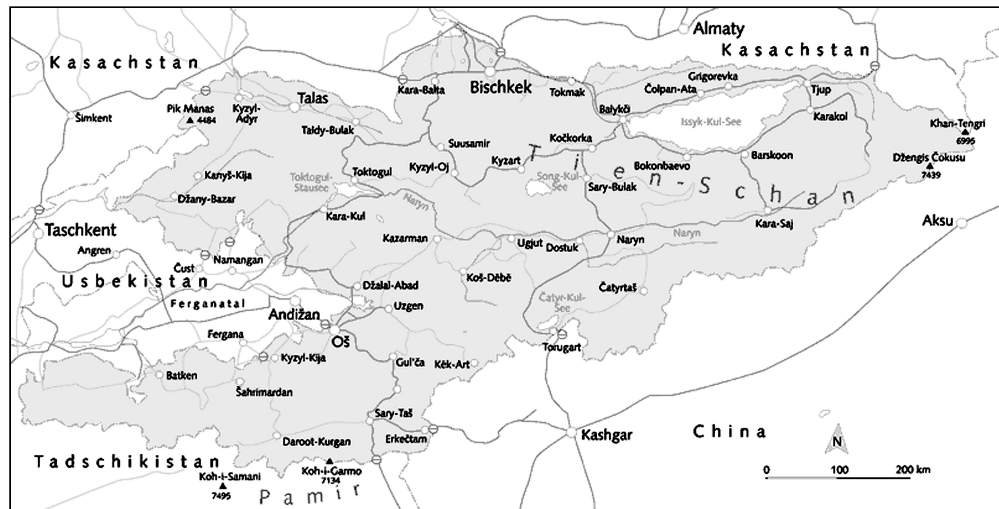 Almaty
Kasachstan
Kasachstan
Bischkek
Kara-Balta
Tokmak
Grigorevka
Čolpan-Ata
Tjup
Balykči
Issyk-Kul-See
Karakol
Khan-Tengri
6995
Pik Manas
4484
Kyzyl-
Adyr
Talas
Taldy-Bulak
Šimkent
Suusamir
Kočkorka
Kyzyl-Oj
Kyzart
Tien-Schan
Bokonbaevo
Barskoon
Džengis Čokusu
7439
Kanyš-Kija
Toktogul-
Stausee
Toktogul
Song-Kul-
See
Sary-Bulak
Džany-Bazar
Kara-Kul
Naryn
Kara-Saj
Aksu
Taschkent
Kazarman
Ugjut
Dostuk
Naryn
Naryn
Angren
Namangan
Čust
Usbekistan
Koš-Děbě
Džalal-Abad
Čatyrtaš
Ferganatal
Uzgen
Čatyr-Kul-
See
Andižan
Fergana
Oš
Torugart
Kyzyl-Kija
Gul'ča
Kěk-Art
Batken
Šahrimardan
Sary-Taš
Daroot-Kurgan
Erkečtam
Kashgar
China
N
Tadschikistan
Koh-i-Samani
7495
Koh-i-Garmo
7134
Pamir
0 100 200 km